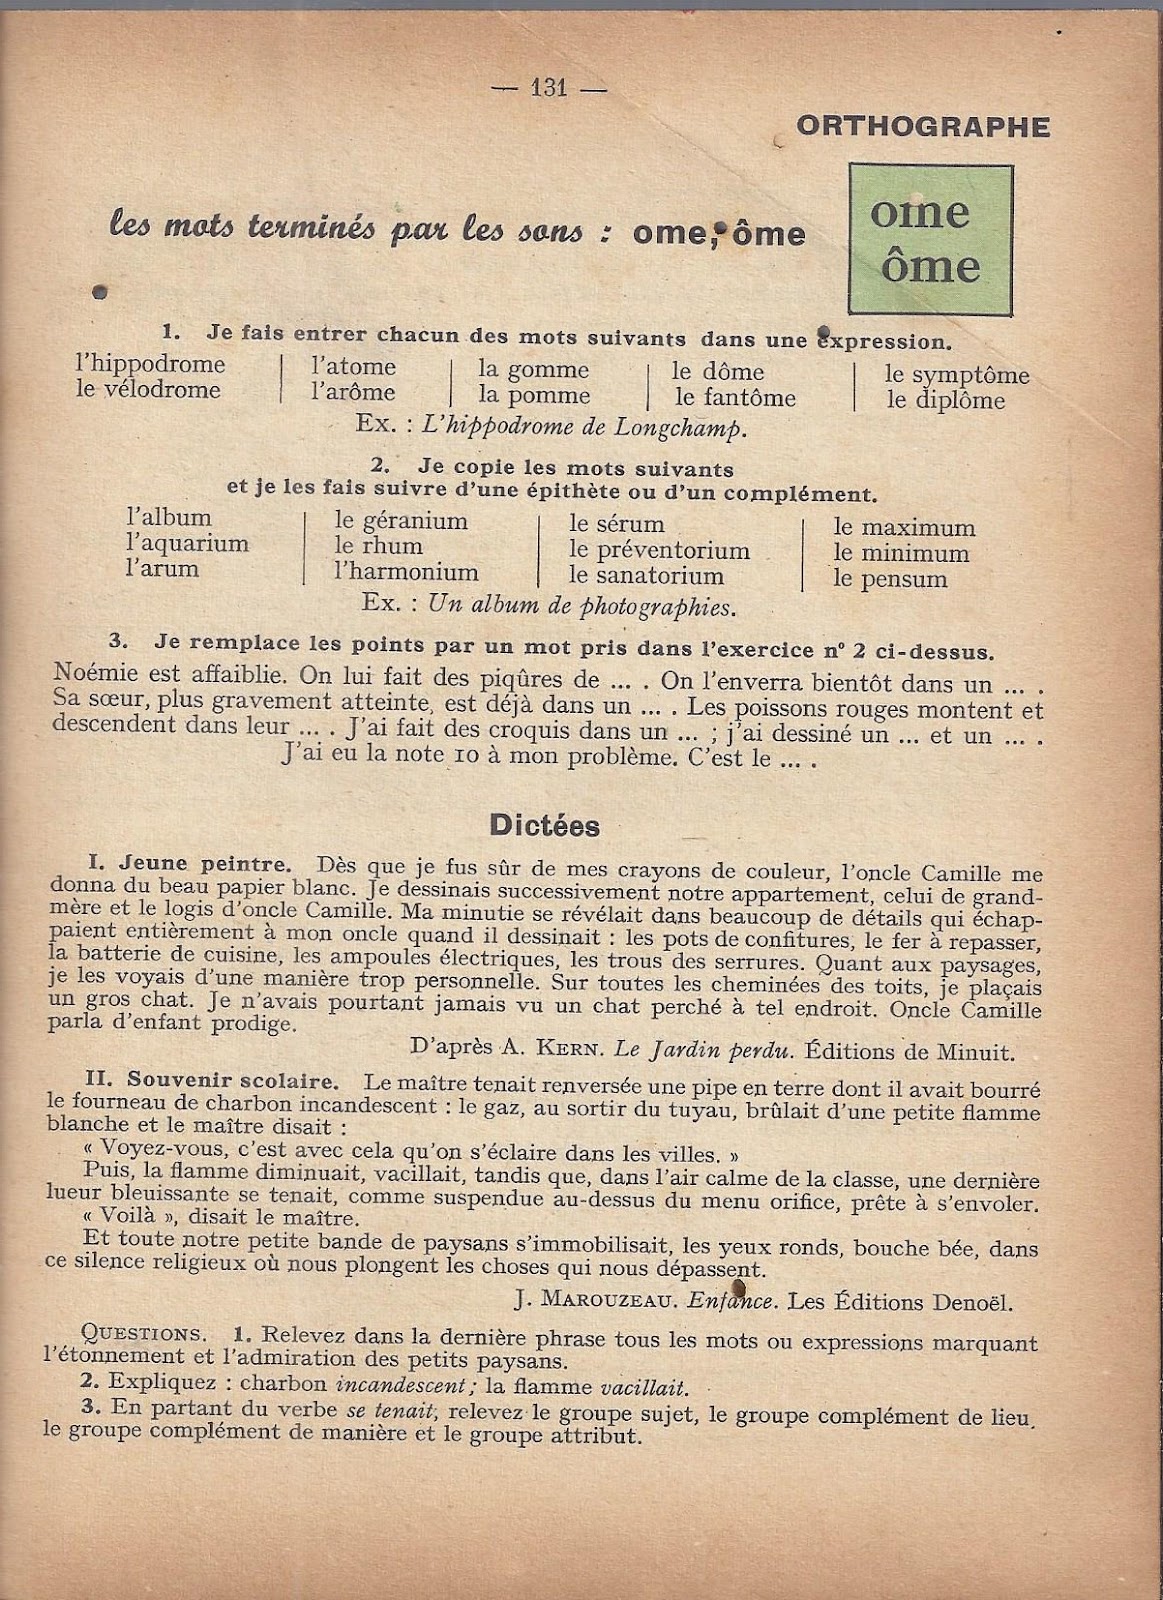 — 131 —
ORTHOGRAPHE
les mots terminés par les sons : ome, ôme
ome
ôme
1. Je fais entrer chacun des mots suivants dans une expression.
l'hippodrome | l'atome | la gomme | le dôme | le symptôme
le vélodrome | l'arôme | la pomme | le fantôme | le diplôme
Ex. : L'hippodrome de Longchamp.
2. Je copie les mots suivants
et je les fais suivre d'une épithète ou d'un complément.
l'album | le géranium | le sérum | le maximum
l'aquarium | le rhum | le préventorium | le minimum
l'arum | l'harmonium | le sanatorium | le pensum
Ex. : Un album de photographies.
3. Je remplace les points par un mot pris dans l'exercice n° 2 ci-dessus.
Noémie est affaiblie. On lui fait des piqûres de ... . On l'enverra bientôt dans un ... .
Sa sœur, plus gravement atteinte, est déjà dans un ... . Les poissons rouges montent et
descendent dans leur ... . J'ai fait des croquis dans un ... ; j'ai dessiné un ... et un ... .
J'ai eu la note 10 à mon problème. C'est le ... .
Dictées
I. Jeune peintre. Dès que je fus sûr de mes crayons de couleur, l'oncle Camille me
donna du beau papier blanc. Je dessinais successivement notre appartement, celui de grand-
mère et le logis d'oncle Camille. Ma minutie se révélait dans beaucoup de détails qui échap-
paient entièrement à mon oncle quand il dessinait : les pots de confitures, le fer à repasser,
la batterie de cuisine, les ampoules électriques, les trous des serrures. Quant aux paysages,
je les voyais d'une manière trop personnelle. Sur toutes les cheminées des toits, je plaçais
un gros chat. Je n'avais pourtant jamais vu un chat perché à tel endroit. Oncle Camille
parla d'enfant prodige.
D'après A. KERN. Le Jardin perdu. Éditions de Minuit.
II. Souvenir scolaire. Le maître tenait renversée une pipe en terre dont il avait bourré
le fourneau de charbon incandescent : le gaz, au sortir du tuyau, brûlait d'une petite flamme
blanche et le maître disait :
« Voyez-vous, c'est avec cela qu'on s'éclaire dans les villes. »
Puis, la flamme diminuait, vacillait, tandis que, dans l'air calme de la classe, une dernière
lueur bleuissante se tenait, comme suspendue au-dessus du menu orifice, prête à s'envoler.
« Voilà », disait le maître.
Et toute notre petite bande de paysans s'immobilisait, les yeux ronds, bouche bée, dans
ce silence religieux où nous plongent les choses qui nous dépassent.
J. MAROUZEAU. Enfance. Les Éditions Denoël.
QUESTIONS. 1. Relevez dans la dernière phrase tous les mots ou expressions marquant
l'étonnement et l'admiration des petits paysans.
2. Expliquez : charbon incandescent ; la flamme vacillait.
3. En partant du verbe se tenait, relevez le groupe sujet, le groupe complément de lieu,
le groupe complément de manière et le groupe attribut.